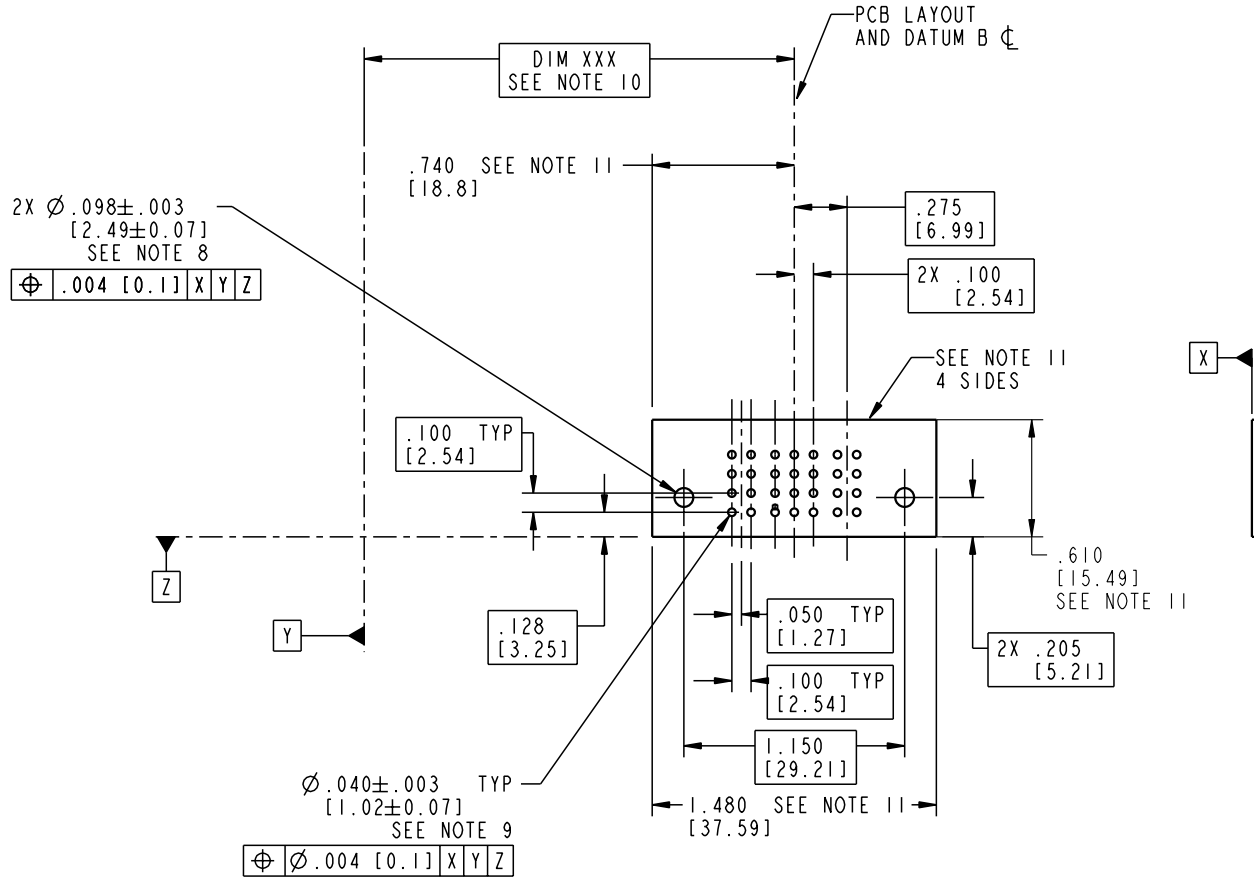 PCB LAYOUT
AND DATUM B ℄
DIM XXX
SEE NOTE 10
.740 SEE NOTE 11
[18.8]
2X Ø .098±.003
[2.49±0.07]
SEE NOTE 8
⌖ .004 [0.1] X Y Z
.275
[6.99]
2X .100
[2.54]
SEE NOTE 11
4 SIDES
X
.100 TYP
[2.54]
Z
Y
.128
[3.25]
.050 TYP
[1.27]
.100 TYP
[2.54]
.610
[15.49]
SEE NOTE 11
2X .205
[5.21]
1.150
[29.21]
1.480 SEE NOTE 11
[37.59]
Ø .040±.003 TYP
[1.02±0.07]
SEE NOTE 9
⌖ Ø .004 [0.1] X Y Z